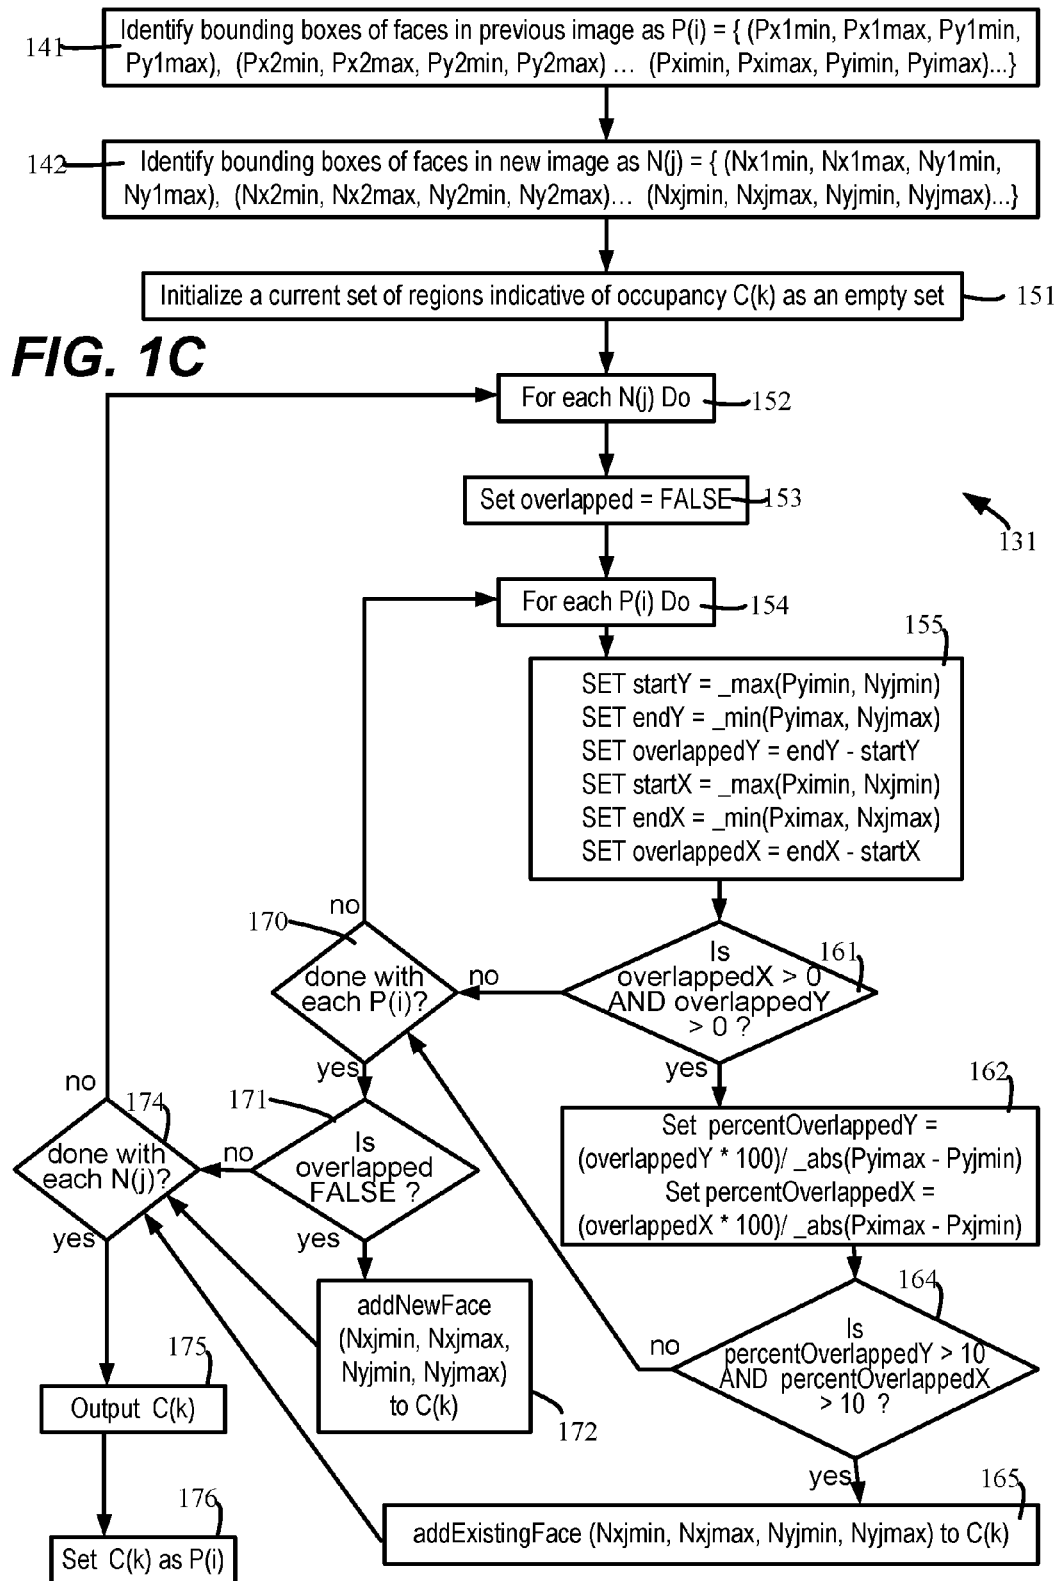 141
Identify bounding boxes of faces in previous image as P(i) = { (Px1min, Px1max, Py1min,
Py1max), (Px2min, Px2max, Py2min, Py2max) ... (Pximin, Pximax, Pyimin, Pyimax)...}
142
Identify bounding boxes of faces in new image as N(j) = { (Nx1min, Nx1max, Ny1min,
Ny1max), (Nx2min, Nx2max, Ny2min, Ny2max)... (Nxjmin, Nxjmax, Nyjmin, Nyjmax)...}
Initialize a current set of regions indicative of occupancy C(k) as an empty set
151
FIG. 1C
For each N(j) Do
152
Set overlapped = FALSE
153
131
For each P(i) Do
154
155
SET startY = _max(Pyimin, Nyjmin)
SET endY = _min(Pyimax, Nyjmax)
SET overlappedY = endY - startY
SET startX = _max(Pximin, Nxjmin)
SET endX = _min(Pximax, Nxjmax)
SET overlappedX = endX - startX
no
170
done with
each P(i)?
no
yes
161
Is
overlappedX > 0
AND overlappedY
> 0 ?
yes
162
Set percentOverlappedY =
(overlappedY * 100)/ _abs(Pyimax - Pyjmin)
Set percentOverlappedX =
(overlappedX * 100)/ _abs(Pximax - Pxjmin)
no
174
done with
each N(j)?
yes
171
Is
overlapped
FALSE ?
no
yes
addNewFace
(Nxjmin, Nxjmax,
Nyjmin, Nyjmax)
to C(k)
172
164
no
Is
percentOverlappedY > 10
AND percentOverlappedX
> 10 ?
yes
175
Output C(k)
165
addExistingFace (Nxjmin, Nxjmax, Nyjmin, Nyjmax) to C(k)
176
Set C(k) as P(i)